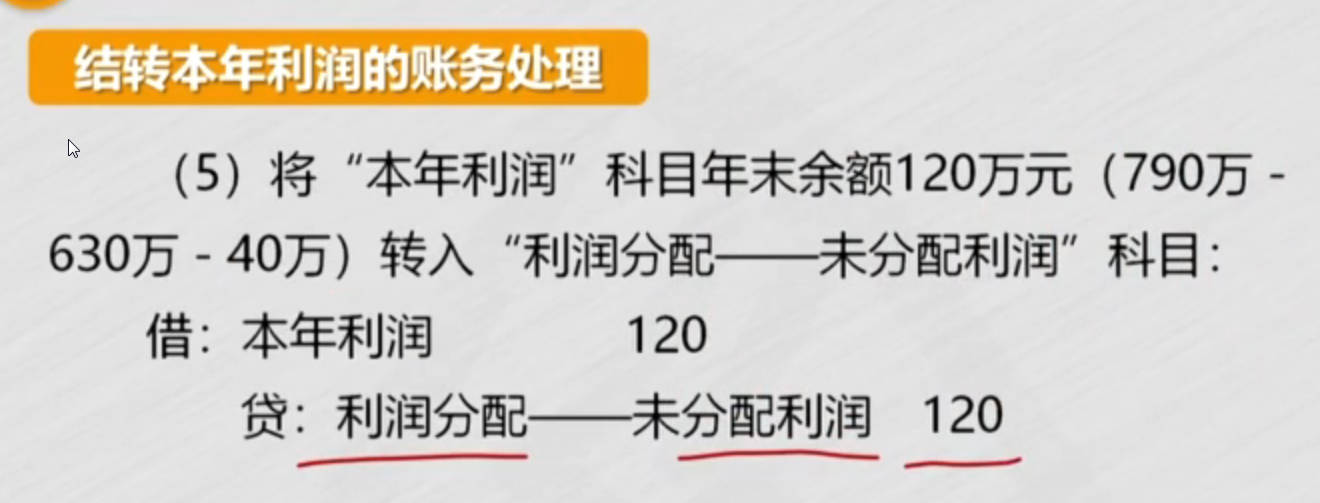 结转本年利润的账务处理
（5）将“本年利润”科目年末余额120万元（790万 -
630万 - 40万）转入“利润分配——未分配利润”科目：
借：本年利润 120
贷：利润分配——未分配利润 120